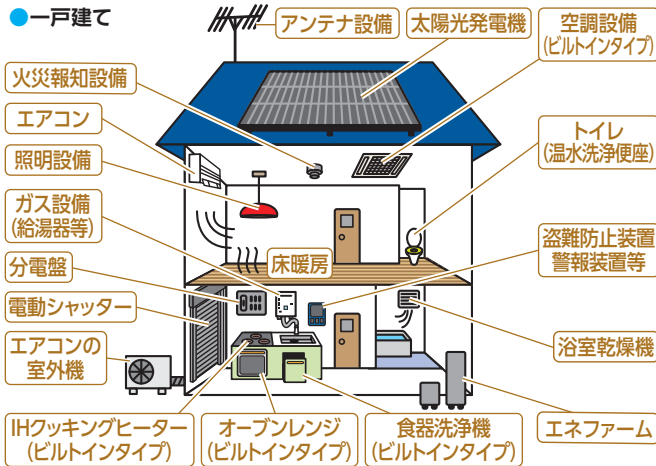 ●一戸建て
アンテナ設備
太陽光発電機
空調設備
(ビルトインタイプ)
火災報知設備
エアコン
トイレ
(温水洗浄便座)
照明設備
ガス設備
(給湯器等)
床暖房
盗難防止装置
警報装置等
分電盤
電動シャッター
エアコンの
室外機
浴室乾燥機
IHクッキングヒーター
(ビルトインタイプ)
オーブンレンジ
(ビルトインタイプ)
食器洗浄機
(ビルトインタイプ)
エネファーム